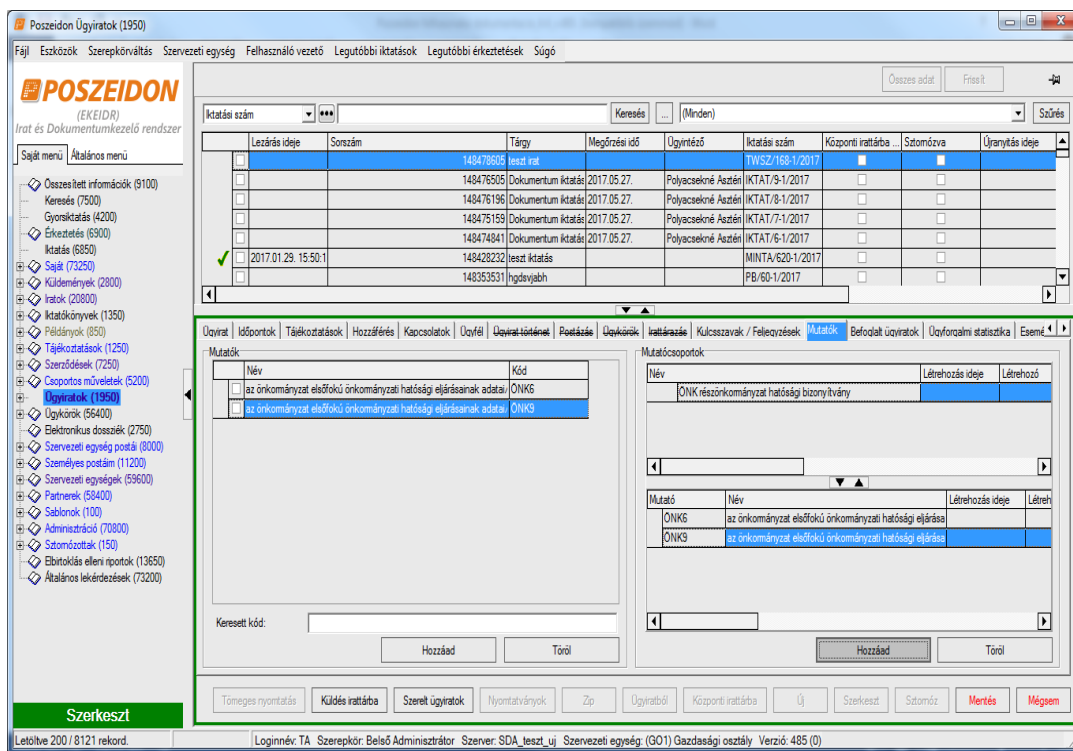 Poszeidon Ügyiratok (1950)
Fájl Eszközök Szerepkörváltás Szervezeti egység Felhasználó vezető Legutóbbi iktatások Legutóbbi érkeztetések Súgó
POSZEIDON
(EKEIDR)
Irat és Dokumentumkezelő rendszer
Saját menü Általános menü
Összesített információk (9100)
Keresés (7500)
Gyorsiktatás (4200)
Érkeztetés (6900)
Iktatás (6850)
Saját (73250)
Küldemények (2800)
Iratok (20800)
Iktatókönyvek (1350)
Példányok (850)
Tájékoztatások (1250)
Szerződések (7250)
Csoportos műveletek (5200)
Ügyiratok (1950)
Ügykörök (56400)
Elektronikus dossziék (2750)
Szervezeti egység postái (8000)
Személyes postáim (11200)
Szervezeti egységek (59600)
Partnerek (58400)
Sablonok (100)
Adminisztráció (70800)
Sztornózottak (150)
Elbirtoklás elleni riportok (13650)
Általános lekérdezések (73200)
Szerkeszt
Összes adat Frissít
Iktatási szám ••• Keresés ... (Minden) Szűrés
Lezárás ideje Sorszám Tárgy Megőrzési idő Ügyintéző Iktatási szám Központi irattárba ... Sztornózva Újranyitás ideje
148478605 teszt irat TWSZ/168-1/2017
148476505 Dokumentum iktatás 2017.05.27. Polyacsekné Asztéri IKTAT/9-1/2017
148476196 Dokumentum iktatás 2017.05.27. Polyacsekné Asztéri IKTAT/8-1/2017
148475159 Dokumentum iktatás 2017.05.27. Polyacsekné Asztéri IKTAT/7-1/2017
148474841 Dokumentum iktatás 2017.05.27. Polyacsekné Asztéri IKTAT/6-1/2017
2017.01.29. 15:50:1 148428232 teszt iktatás MINTA/620-1/2017
148353531 hgdsvjabh PB/60-1/2017
Ügyirat Időpontok Tájékoztatások Hozzáférés Kapcsolatok Ügyfél Ügyirat történet Postázás Ügykörök Irattárazás Kulcsszavak / Feljegyzések Mutatók Befoglalt ügyiratok Ügyforgalmi statisztika Esemé
Mutatók
Név Kód
az önkormányzat elsőfokú önkormányzati hatósági eljárásainak adatai/ ÖNK6
az önkormányzat elsőfokú önkormányzati hatósági eljárásainak adatai/ ÖNK9
Keresett kód:
Hozzáad Töröl
Mutatócsoportok
Név Létrehozás ideje Létrehozó
ÖNK részönkormányzat hatósági bizonyítvány
Mutató Név Létrehozás ideje Létreh
ÖNK6 az önkormányzat elsőfokú önkormányzati hatósági eljárása
ÖNK9 az önkormányzat elsőfokú önkormányzati hatósági eljárása
Hozzáad Töröl
Tömeges nyomtatás Küldés irattárba Szerelt ügyiratok Nyomtatványok Zip Ügyiratból Központi irattárba Új Szerkeszt Sztornóz Mentés Mégsem
Letöltve 200 / 8121 rekord. Loginnév: TA Szerepkör: Belső Adminisztrátor Szerver: SDA_teszt_uj Szervezeti egység: (GO1) Gazdasági osztály Verzió: 485 (0)